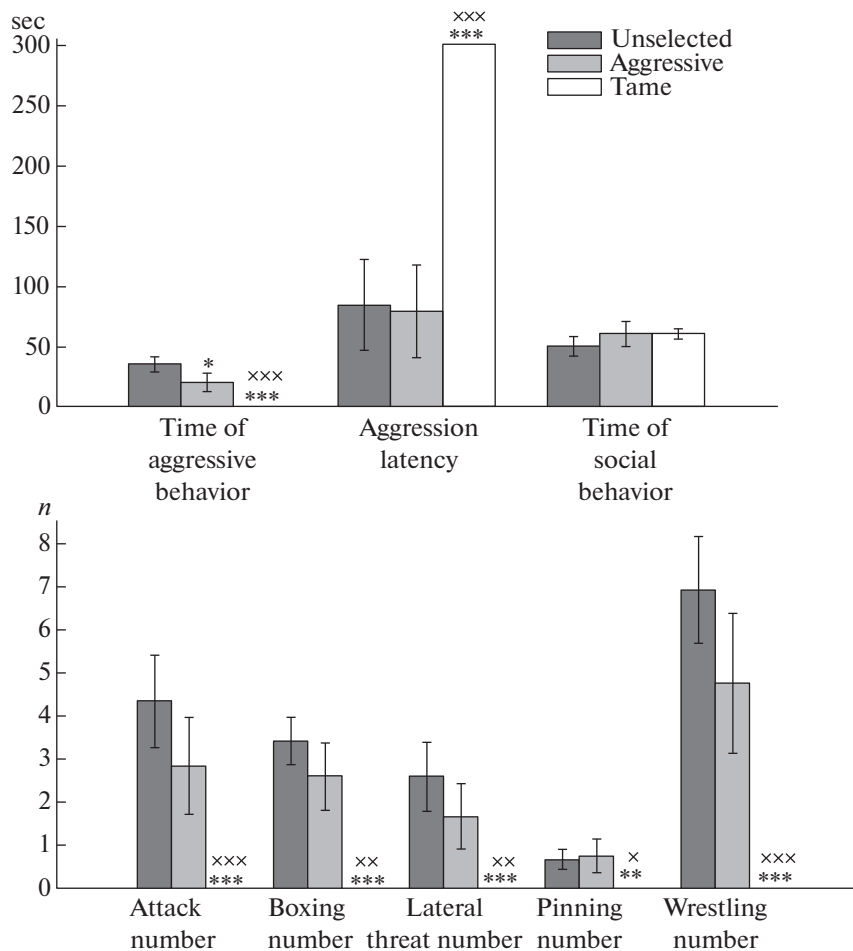 sec
×××
***
300
Unselected
Aggressive
Tame
250
200
150
100
50
*
×××
***
0
Time of
aggressive
behavior
Aggression
latency
Time of
social
behavior
n
8
7
6
5
4
3
2
1
0
×××
***
××
***
××
***
×
**
×××
***
Attack
number
Boxing
number
Lateral
threat number
Pinning
number
Wrestling
number